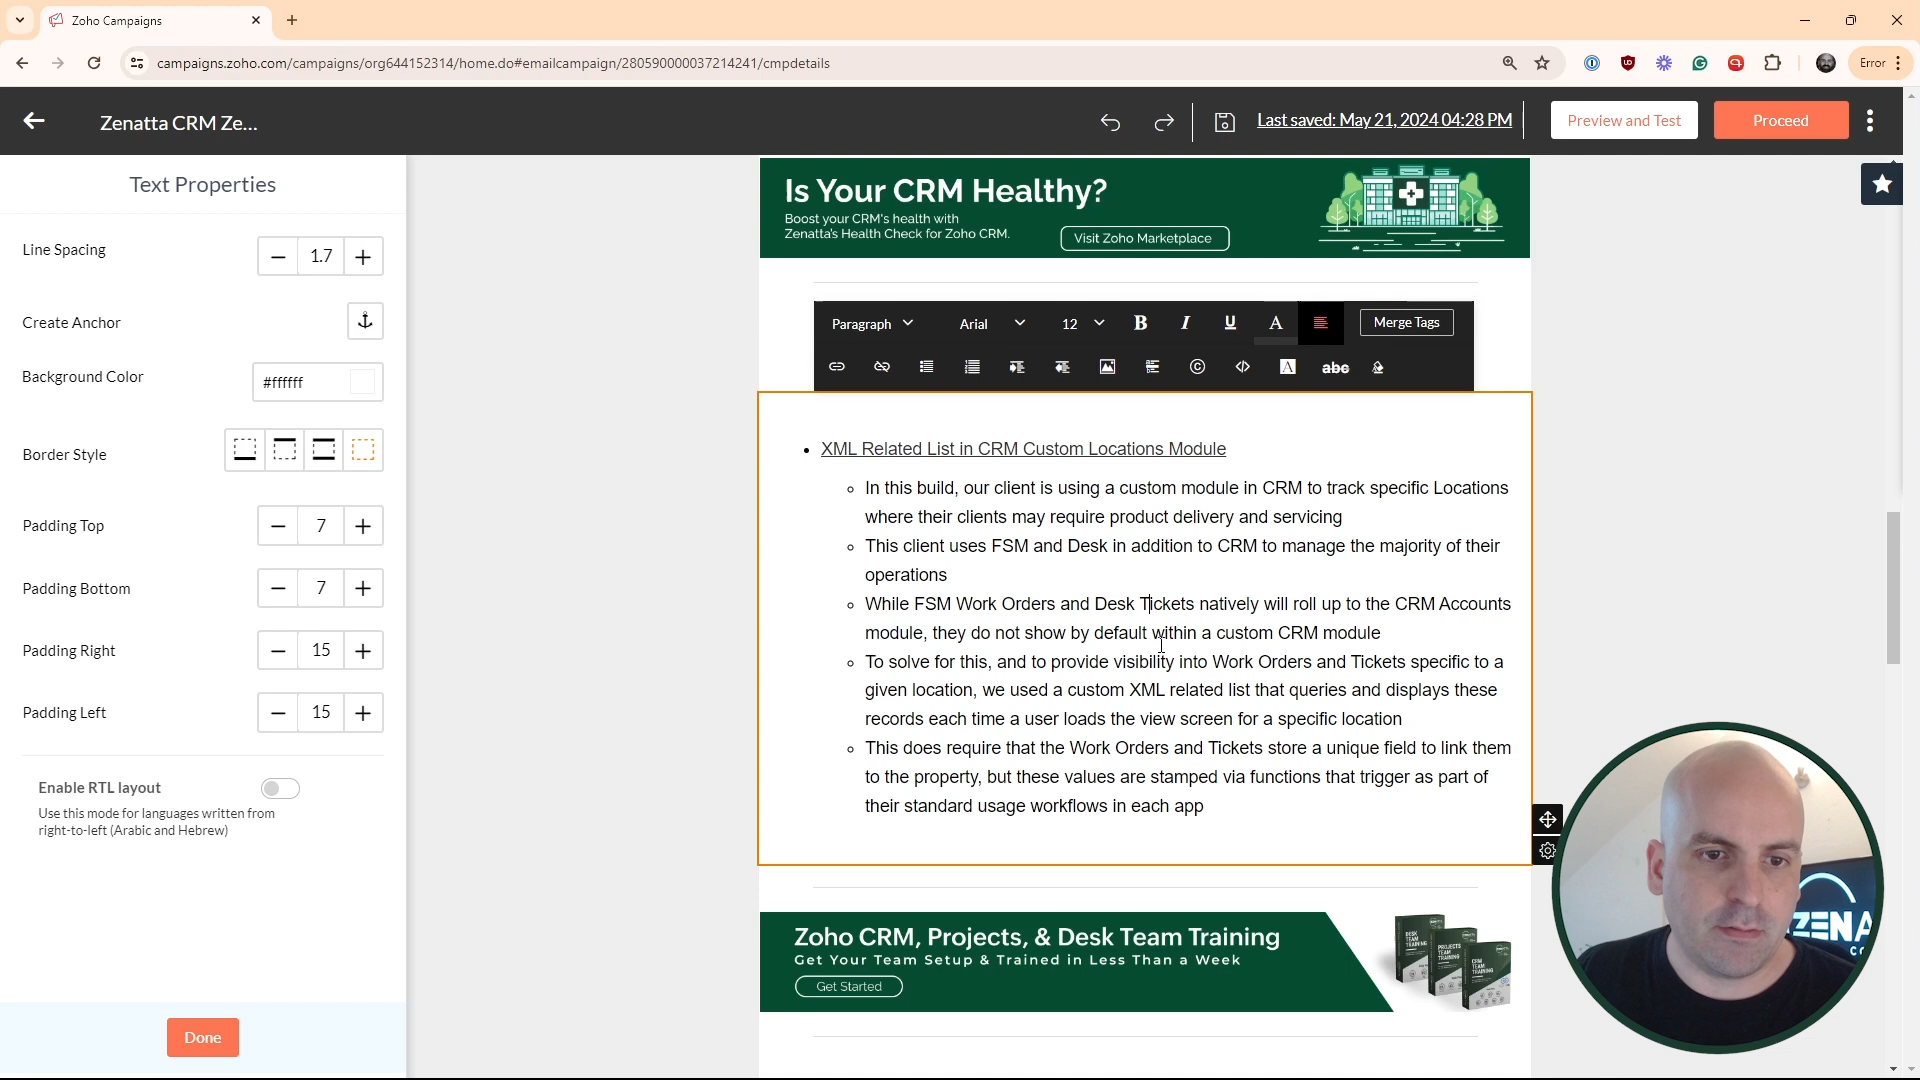 Zoho Campaigns
campaigns.zoho.com/campaigns/org644152314/home.do#emailcampaign/280590000037214241/cmpdetails
Error
Zenatta CRM Ze...
Last saved: May 21, 2024 04:28 PM
Preview and Test
Proceed
Text Properties
Line Spacing
1.7
Create Anchor
Background Color
#ffffff
Border Style
Padding Top
7
Padding Bottom
7
Padding Right
15
Padding Left
15
Enable RTL layout
Use this mode for languages written from
right-to-left (Arabic and Hebrew)
Done
Is Your CRM Healthy?
Boost your CRM's health with
Zenatta's Health Check for Zoho CRM.
Visit Zoho Marketplace
Paragraph
Arial
12
B
I
U
A
Merge Tags
A
abc
• XML Related List in CRM Custom Locations Module
In this build, our client is using a custom module in CRM to track specific Locations
where their clients may require product delivery and servicing
This client uses FSM and Desk in addition to CRM to manage the majority of their
operations
While FSM Work Orders and Desk Tickets natively will roll up to the CRM Accounts
module, they do not show by default within a custom CRM module
To solve for this, and to provide visibility into Work Orders and Tickets specific to a
given location, we used a custom XML related list that queries and displays these
records each time a user loads the view screen for a specific location
This does require that the Work Orders and Tickets store a unique field to link them
to the property, but these values are stamped via functions that trigger as part of
their standard usage workflows in each app
Zoho CRM, Projects, & Desk Team Training
Get Your Team Setup & Trained in Less Than a Week
Get Started
DESK
TEAM
TRAINING
PROJECTS
TEAM
TRAINING
CRM
TEAM
TRAINING
ZENA